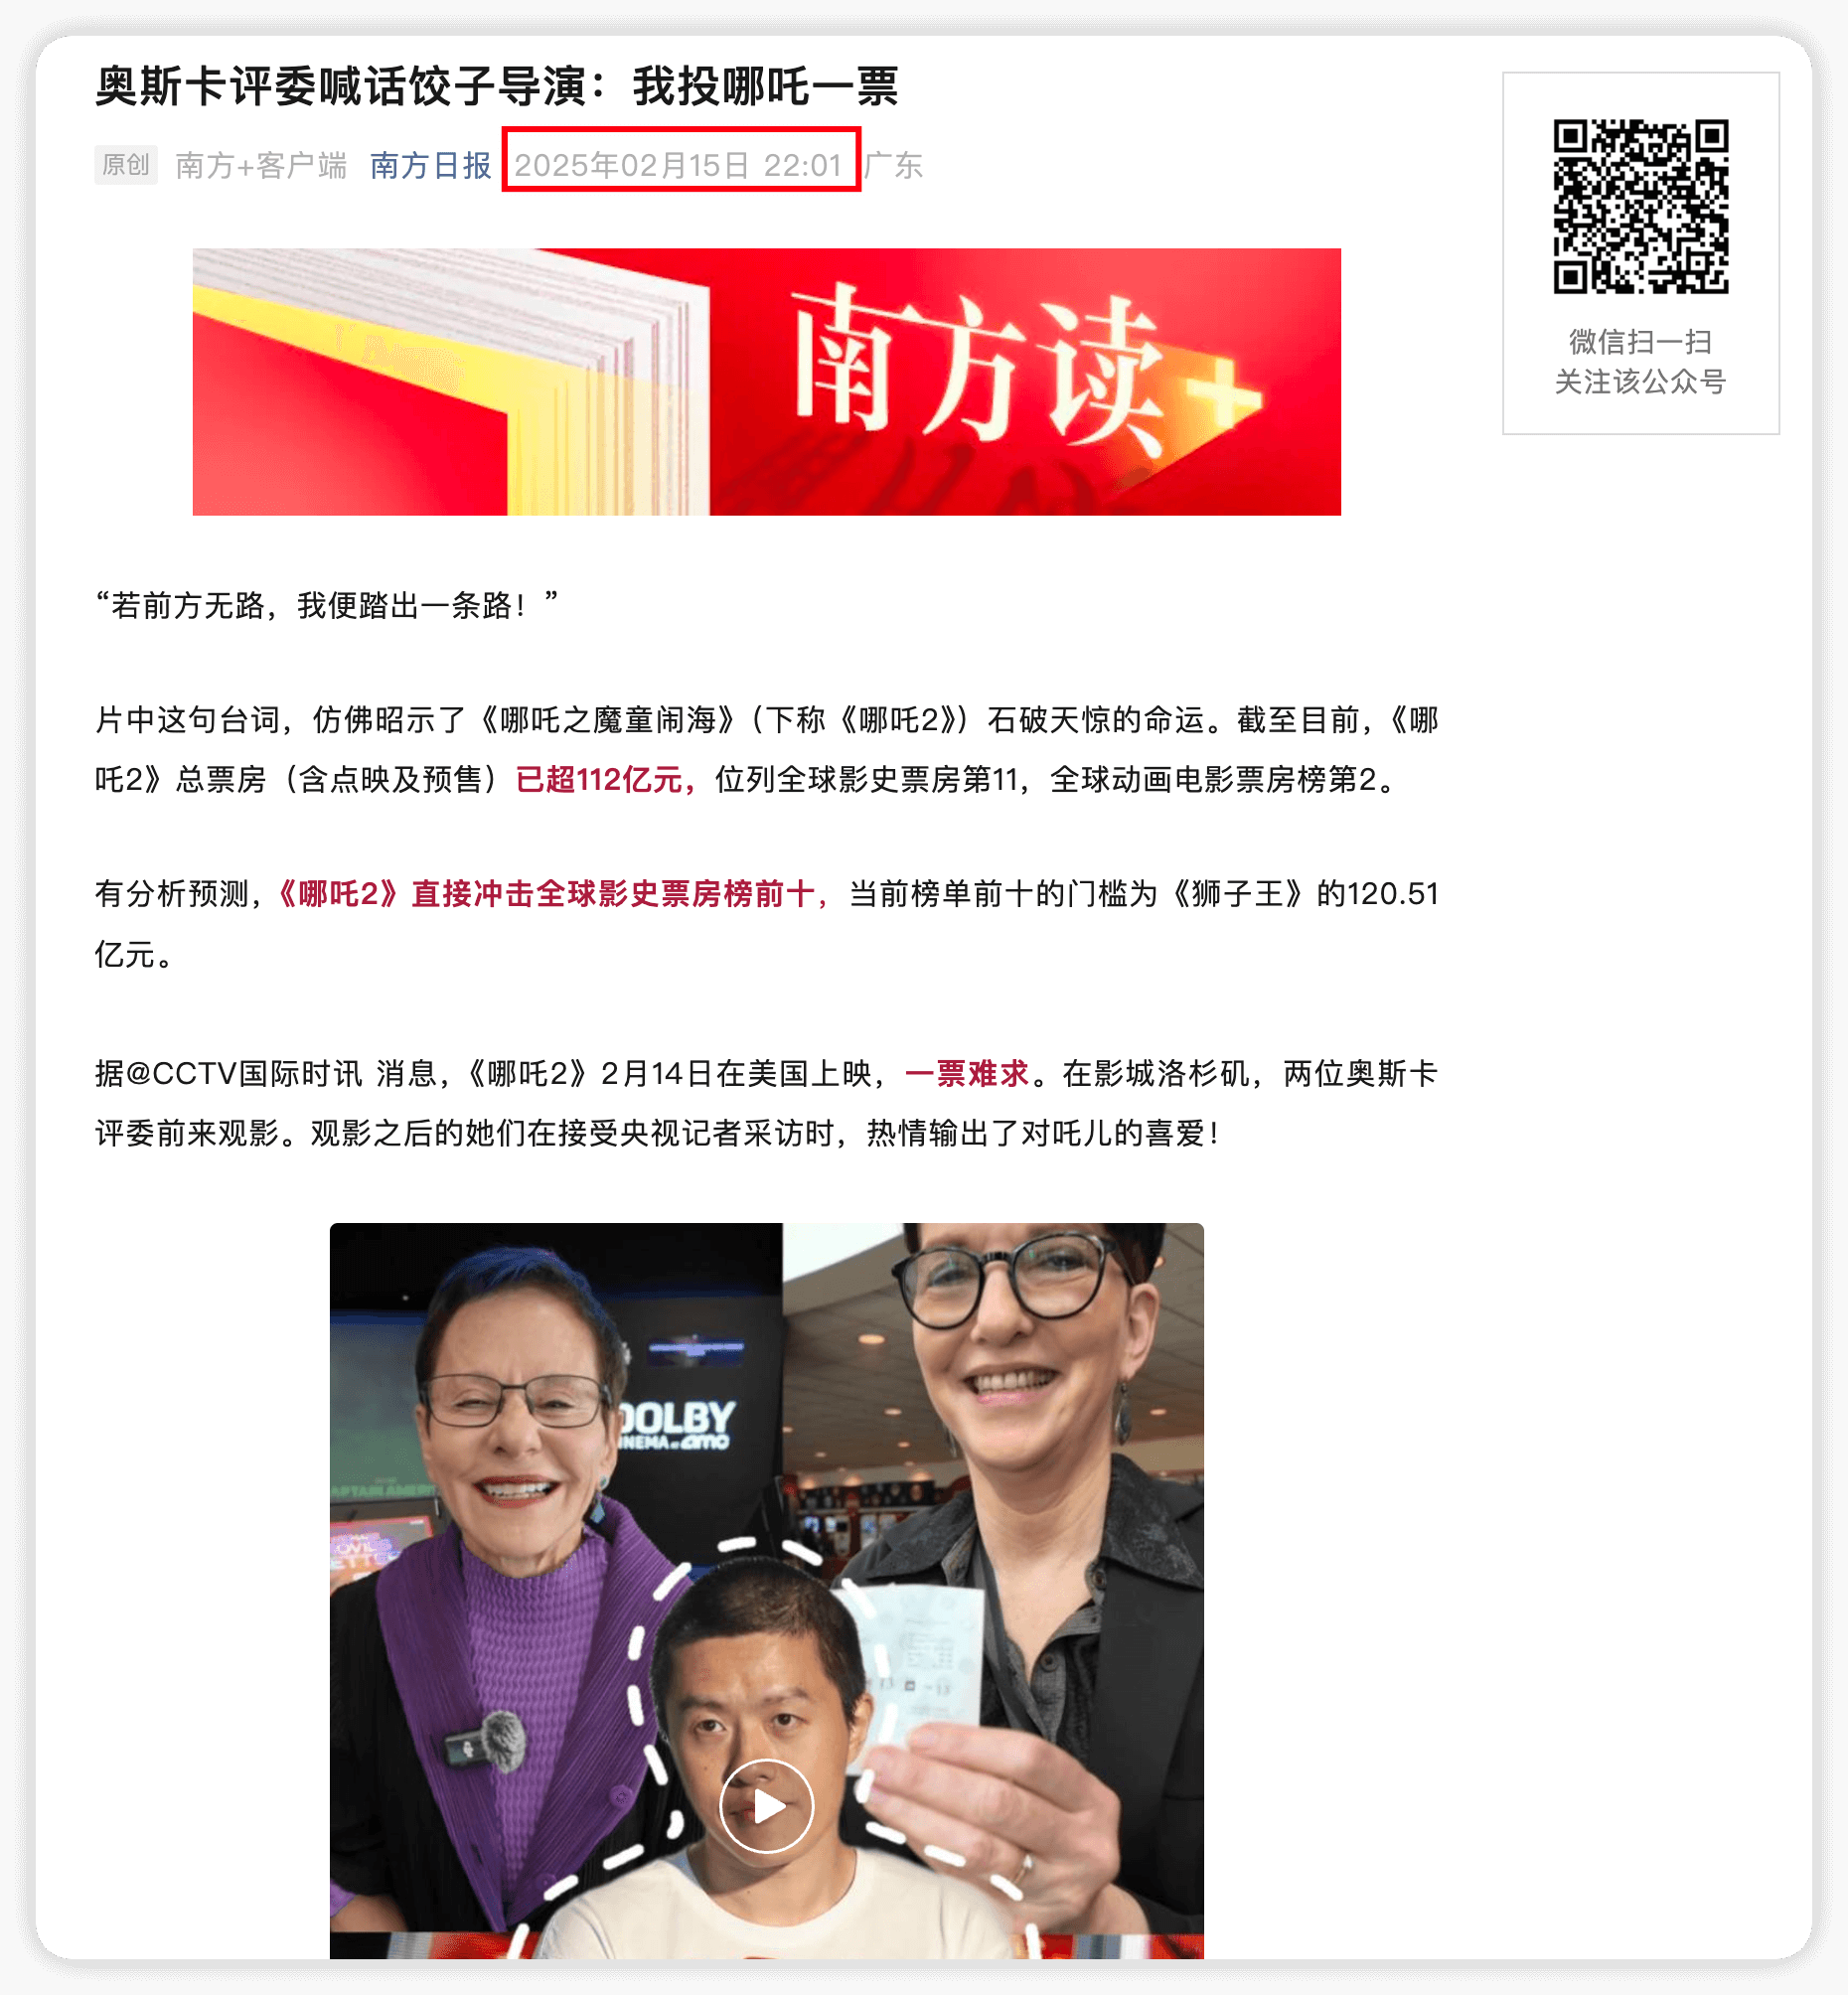 奥斯卡评委喊话饺子导演：我投哪吒一票
原创 南方+客户端 南方日报 2025年02月15日 22:01 广东
微信扫一扫
关注该公众号
南方读+
“若前方无路，我便踏出一条路！”
片中这句台词，仿佛昭示了《哪吒之魔童闹海》（下称《哪吒2》）石破天惊的命运。截至目前，《哪
吒2》总票房（含点映及预售）已超112亿元，位列全球影史票房第11，全球动画电影票房榜第2。
有分析预测，《哪吒2》直接冲击全球影史票房榜前十，当前榜单前十的门槛为《狮子王》的120.51
亿元。
据@CCTV国际时讯 消息，《哪吒2》2月14日在美国上映，一票难求。在影城洛杉矶，两位奥斯卡
评委前来观影。观影之后的她们在接受央视记者采访时，热情输出了对吒儿的喜爱！
DOLBY
CINEMA at amc